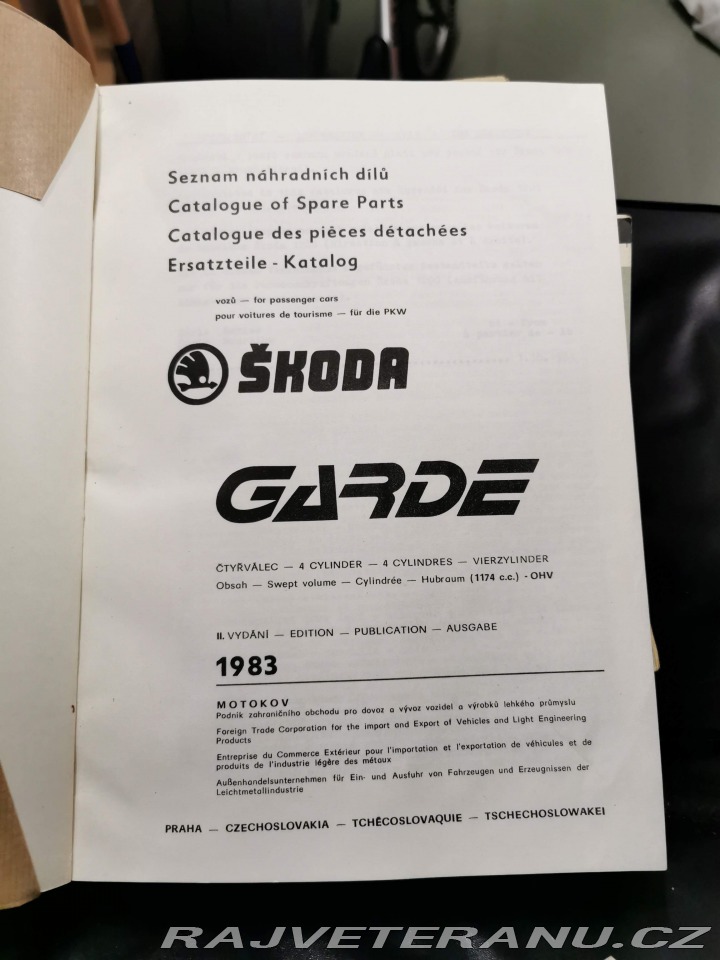 Seznam náhradních dílů
Catalogue of Spare Parts
Catalogue des pièces détachées
Ersatzteile - Katalog
vozů — for passenger cars
pour voitures de tourisme — für die PKW
ŠKODA
GARDE
ČTYŘVÁLEC — 4 CYLINDER — 4 CYLINDRES — VIERZYLINDER
Obsah — Swept volume — Cylindrée — Hubraum (1174 c.c.) - OHV
II. VYDÁNÍ — EDITION — PUBLICATION — AUSGABE
1983
MOTOKOV
Podnik zahraničního obchodu pro dovoz a vývoz vozidel a výrobků lehkého průmyslu
Foreign Trade Corporation for the import and Export of Vehicles and Light Engineering
Products
Entreprise du Commerce Extérieur pour l'importation et l'exportation de véhicules et de
produits de l'industrie légère des métaux
Außenhandelsunternehmen für Ein- und Ausfuhr von Fahrzeugen und Erzeugnissen der
Leichtmetallindustrie
PRAHA — CZECHOSLOVAKIA — TCHÉCOSLOVAQUIE — TSCHECHOSLOWAKEI
RAJVETERANU.CZ